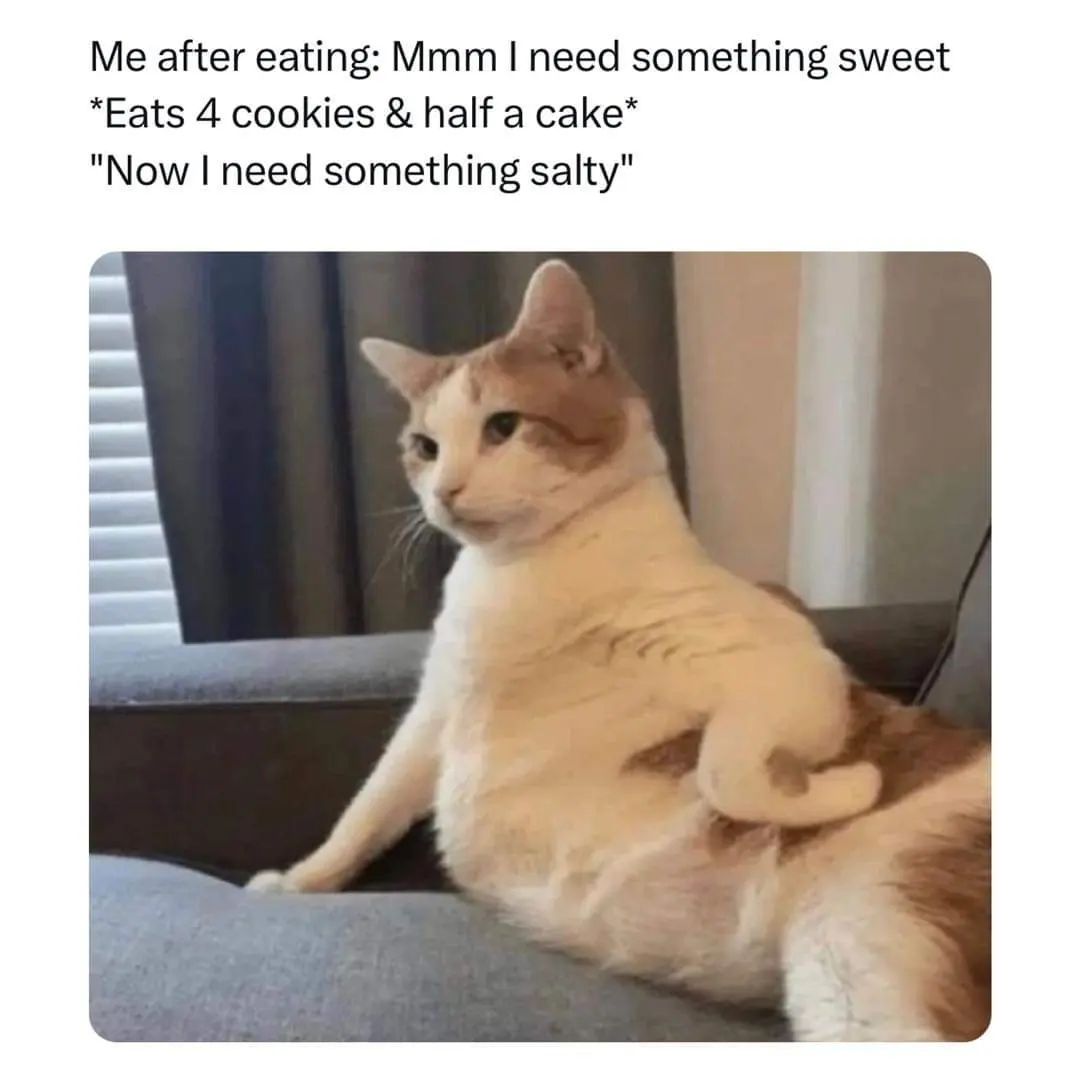 Me after eating: Mmm I need something sweet
*Eats 4 cookies & half a cake*
"Now I need something salty"